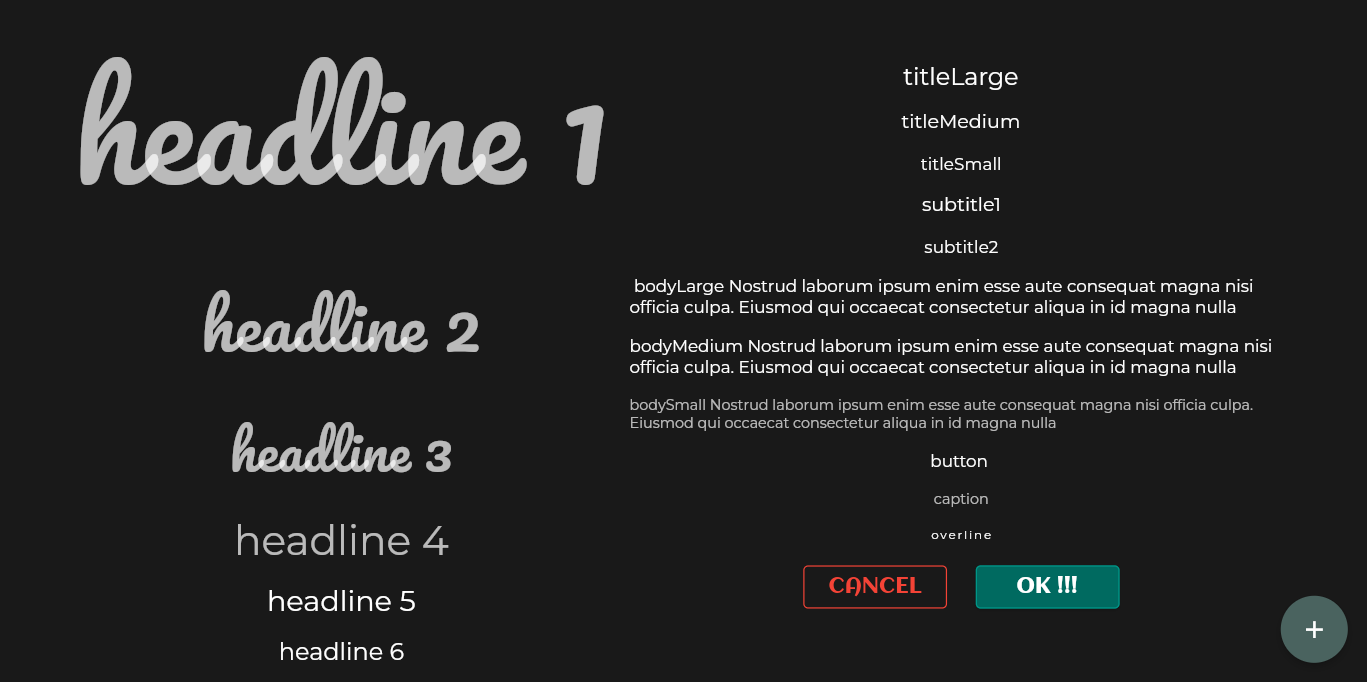 headline 1
headline 2
headline 3
headline 4
headline 5
headline 6
titleLarge
titleMedium
titleSmall
subtitle1
subtitle2
bodyLarge Nostrud laborum ipsum enim esse aute consequat magna nisi
officia culpa. Eiusmod qui occaecat consectetur aliqua in id magna nulla
bodyMedium Nostrud laborum ipsum enim esse aute consequat magna nisi
officia culpa. Eiusmod qui occaecat consectetur aliqua in id magna nulla
bodySmall Nostrud laborum ipsum enim esse aute consequat magna nisi officia culpa.
Eiusmod qui occaecat consectetur aliqua in id magna nulla
button
caption
overline
CANCEL
OK !!!
+